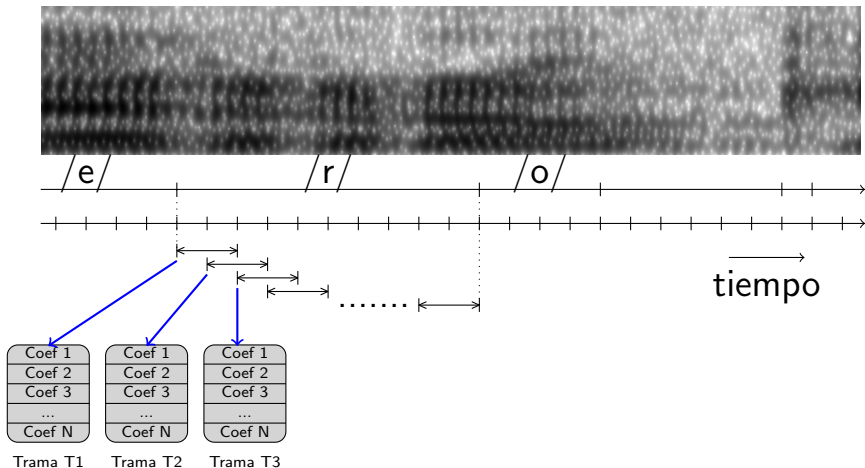 /e/ /r/ /o/
tiempo
.......
Coef 1 Coef 1 Coef 1
Coef 2 Coef 2 Coef 2
Coef 3 Coef 3 Coef 3
... ... ...
Coef N Coef N Coef N
Trama T1 Trama T2 Trama T3